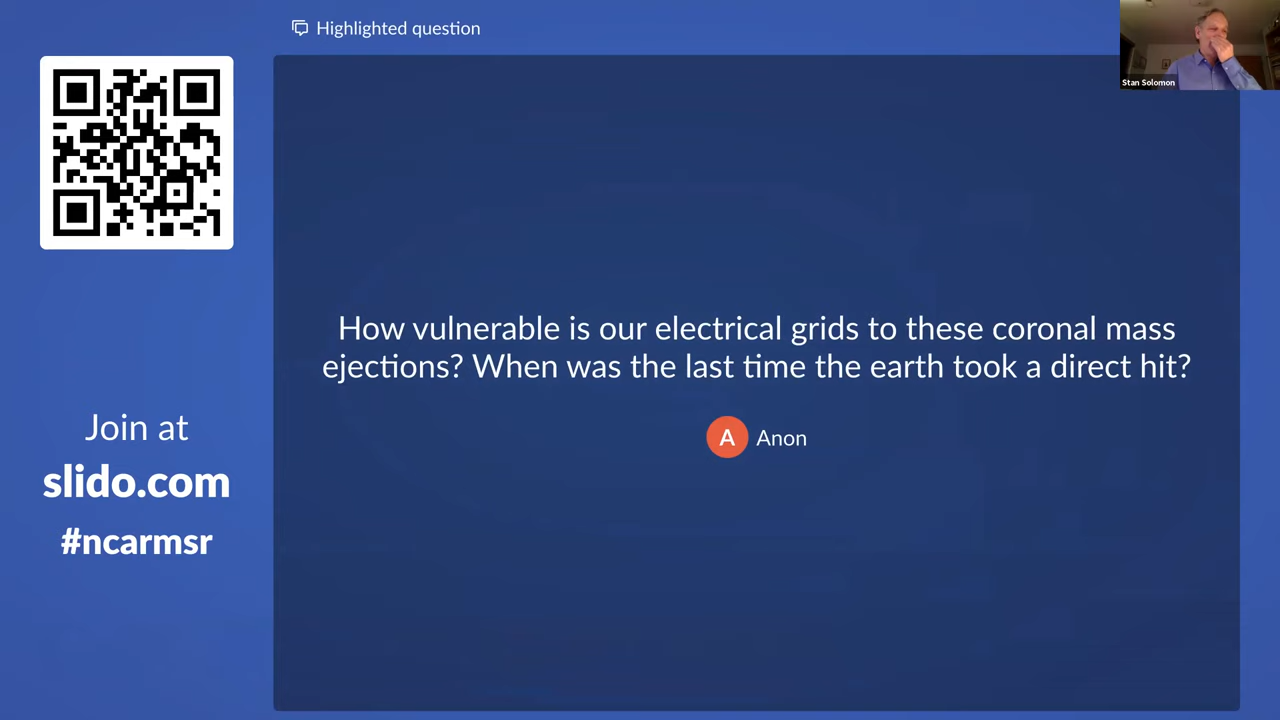 Highlighted question
Stan Solomon
How vulnerable is our electrical grids to these coronal mass
ejections? When was the last time the earth took a direct hit?
A Anon
Join at
slido.com
#ncarmsr